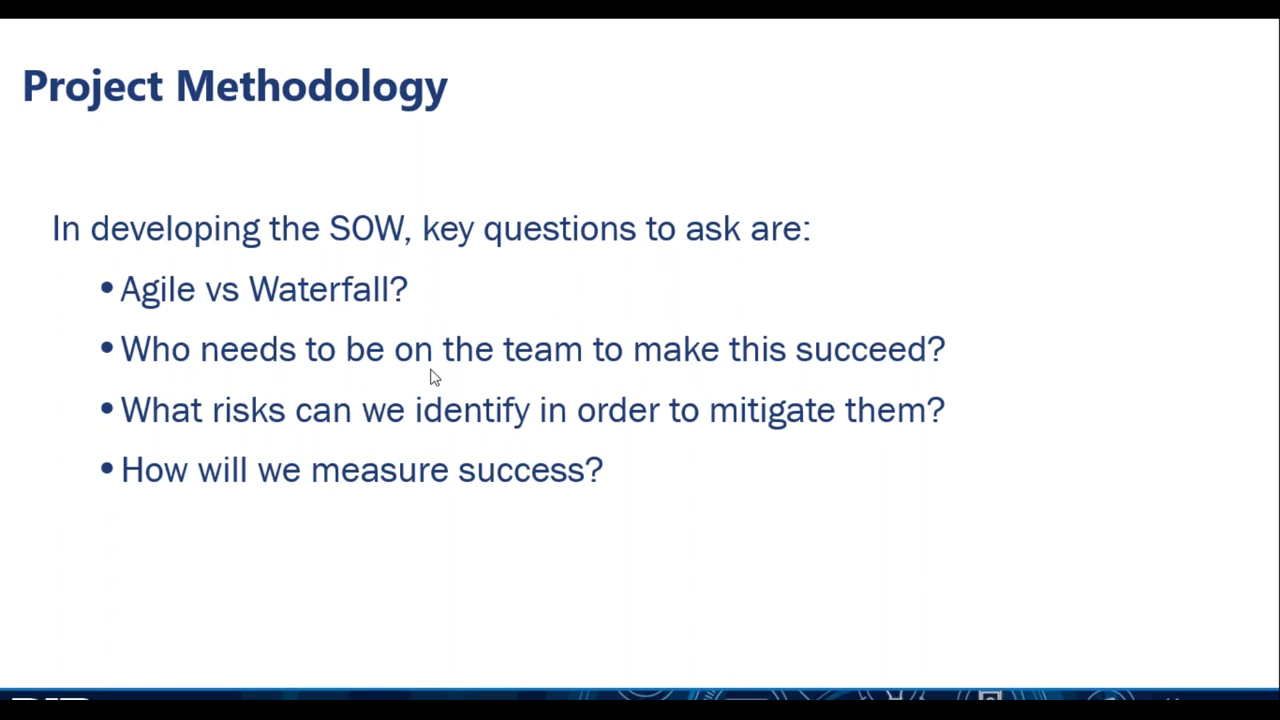 Project Methodology
In developing the SOW, key questions to ask are:
• Agile vs Waterfall?
• Who needs to be on the team to make this succeed?
• What risks can we identify in order to mitigate them?
• How will we measure success?